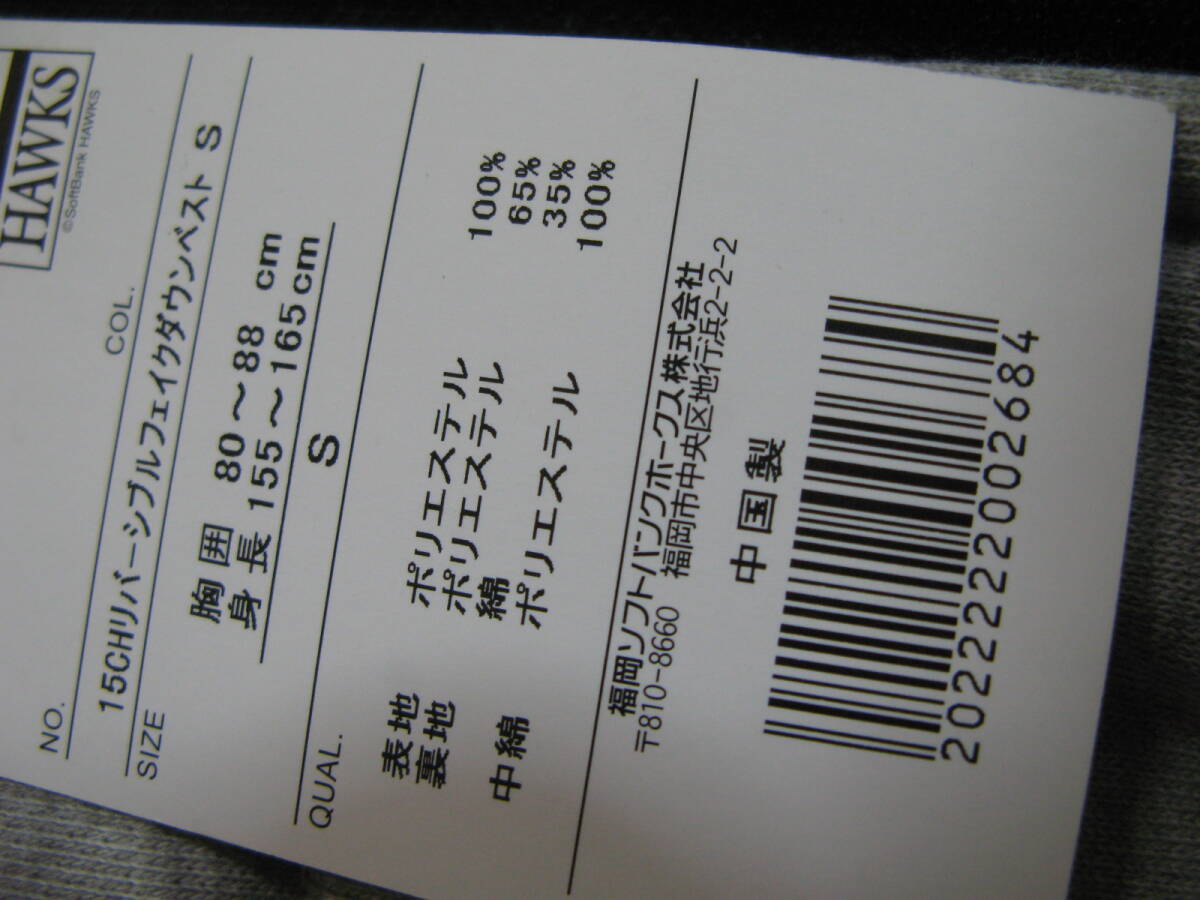 HAWKS
©SoftBank HAWKS
NO. COL.
15CHリバーシブルフェイクダウンベスト S
SIZE
胸囲 80～88 cm
身長 155～165cm
S
QUAL.
表地 ポリエステル 100%
裏地 ポリエステル 65%
綿 35%
中綿 ポリエステル 100%
福岡ソフトバンクホークス株式会社
〒810-8660 福岡市中央区地行浜2-2-2
中国製
2022222002684